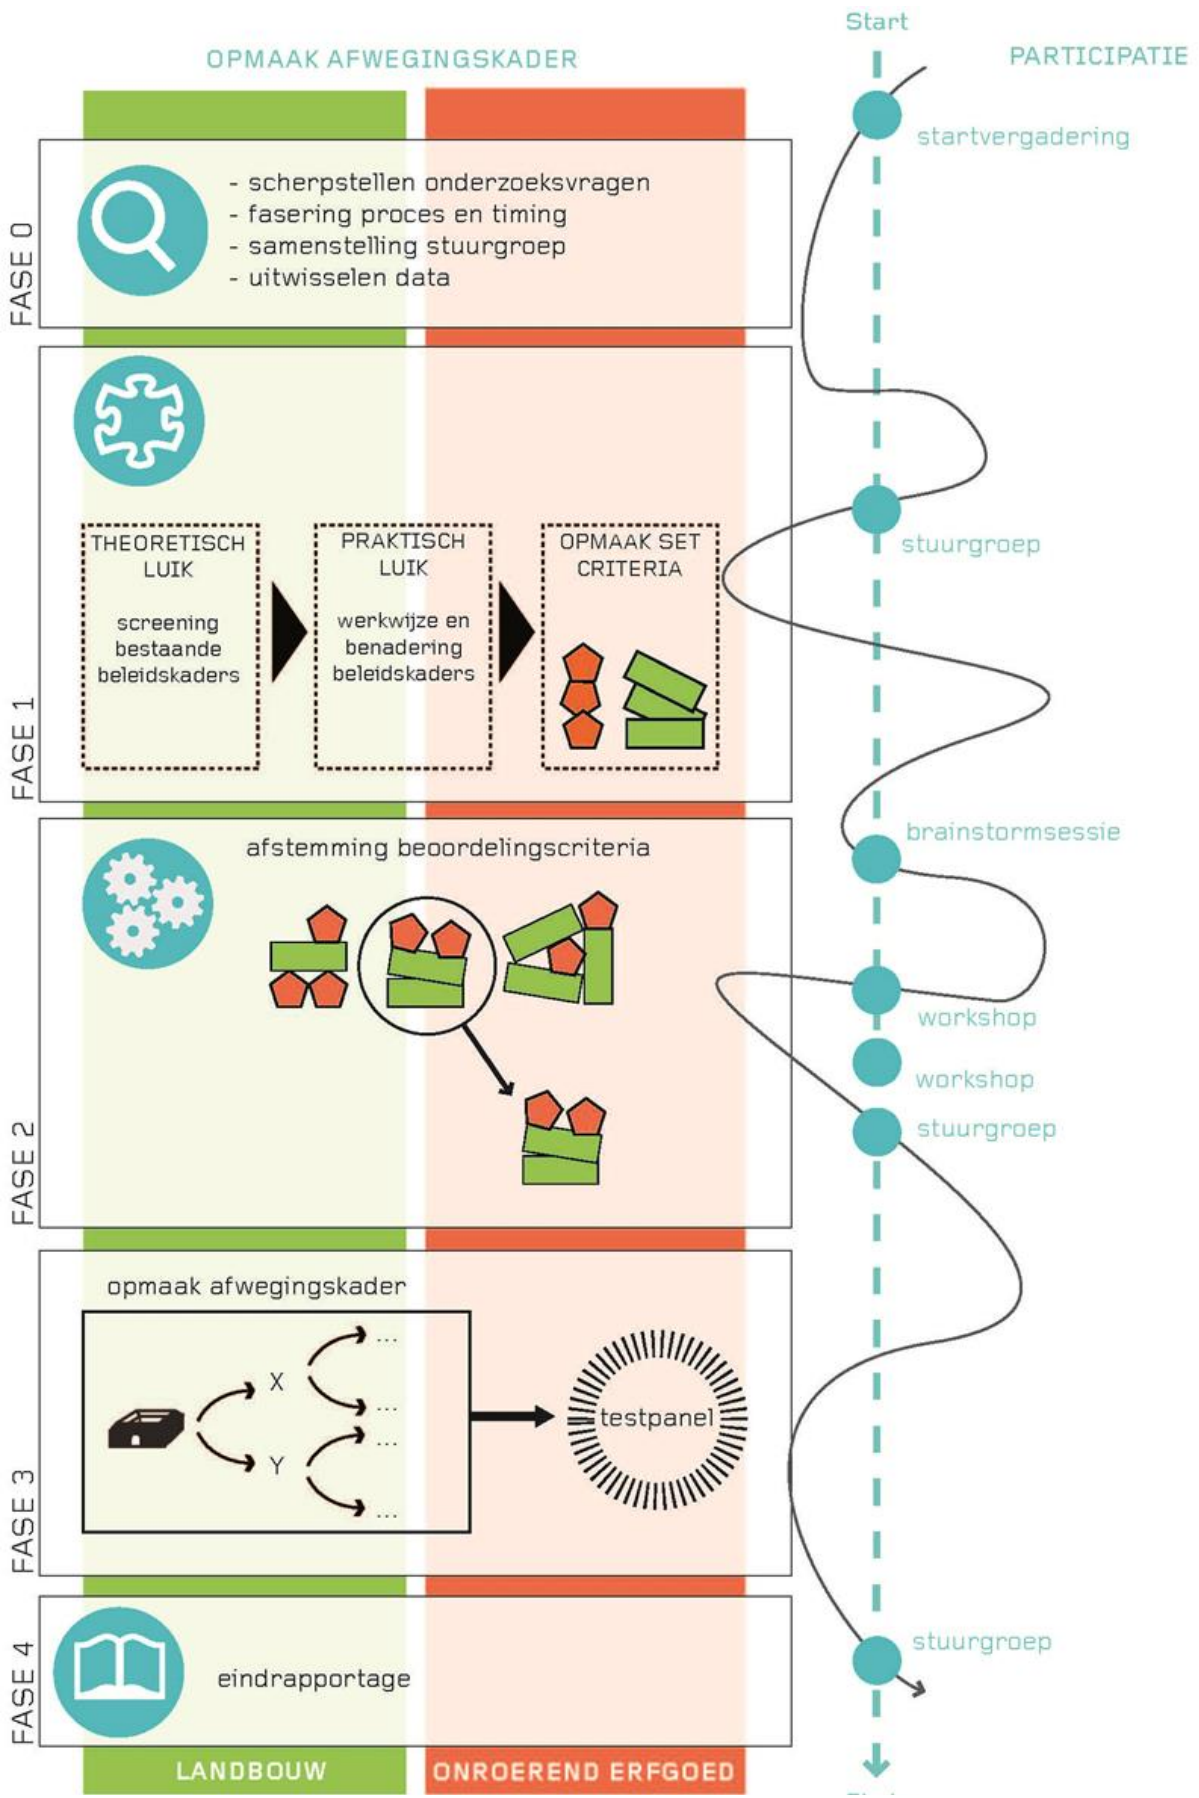 Start
OPMAAK AFWEGINGSKADER
PARTICIPATIE
startvergadering
FASE 0
- scherpstellen onderzoeksvragen
- fasering proces en timing
- samenstelling stuurgroep
- uitwisselen data
FASE 1
stuurgroep
THEORETISCH
LUIK
screening
bestaande
beleidskaders
PRAKTISCH
LUIK
werkwijze en
benadering
beleidskaders
OPMAAK SET
CRITERIA
FASE 2
afstemming beoordelingscriteria
brainstormsessie
workshop
workshop
stuurgroep
FASE 3
opmaak afwegingskader
X
Y
...
...
...
...
testpanel
FASE 4
eindrapportage
stuurgroep
LANDBOUW
ONROEREND ERFGOED